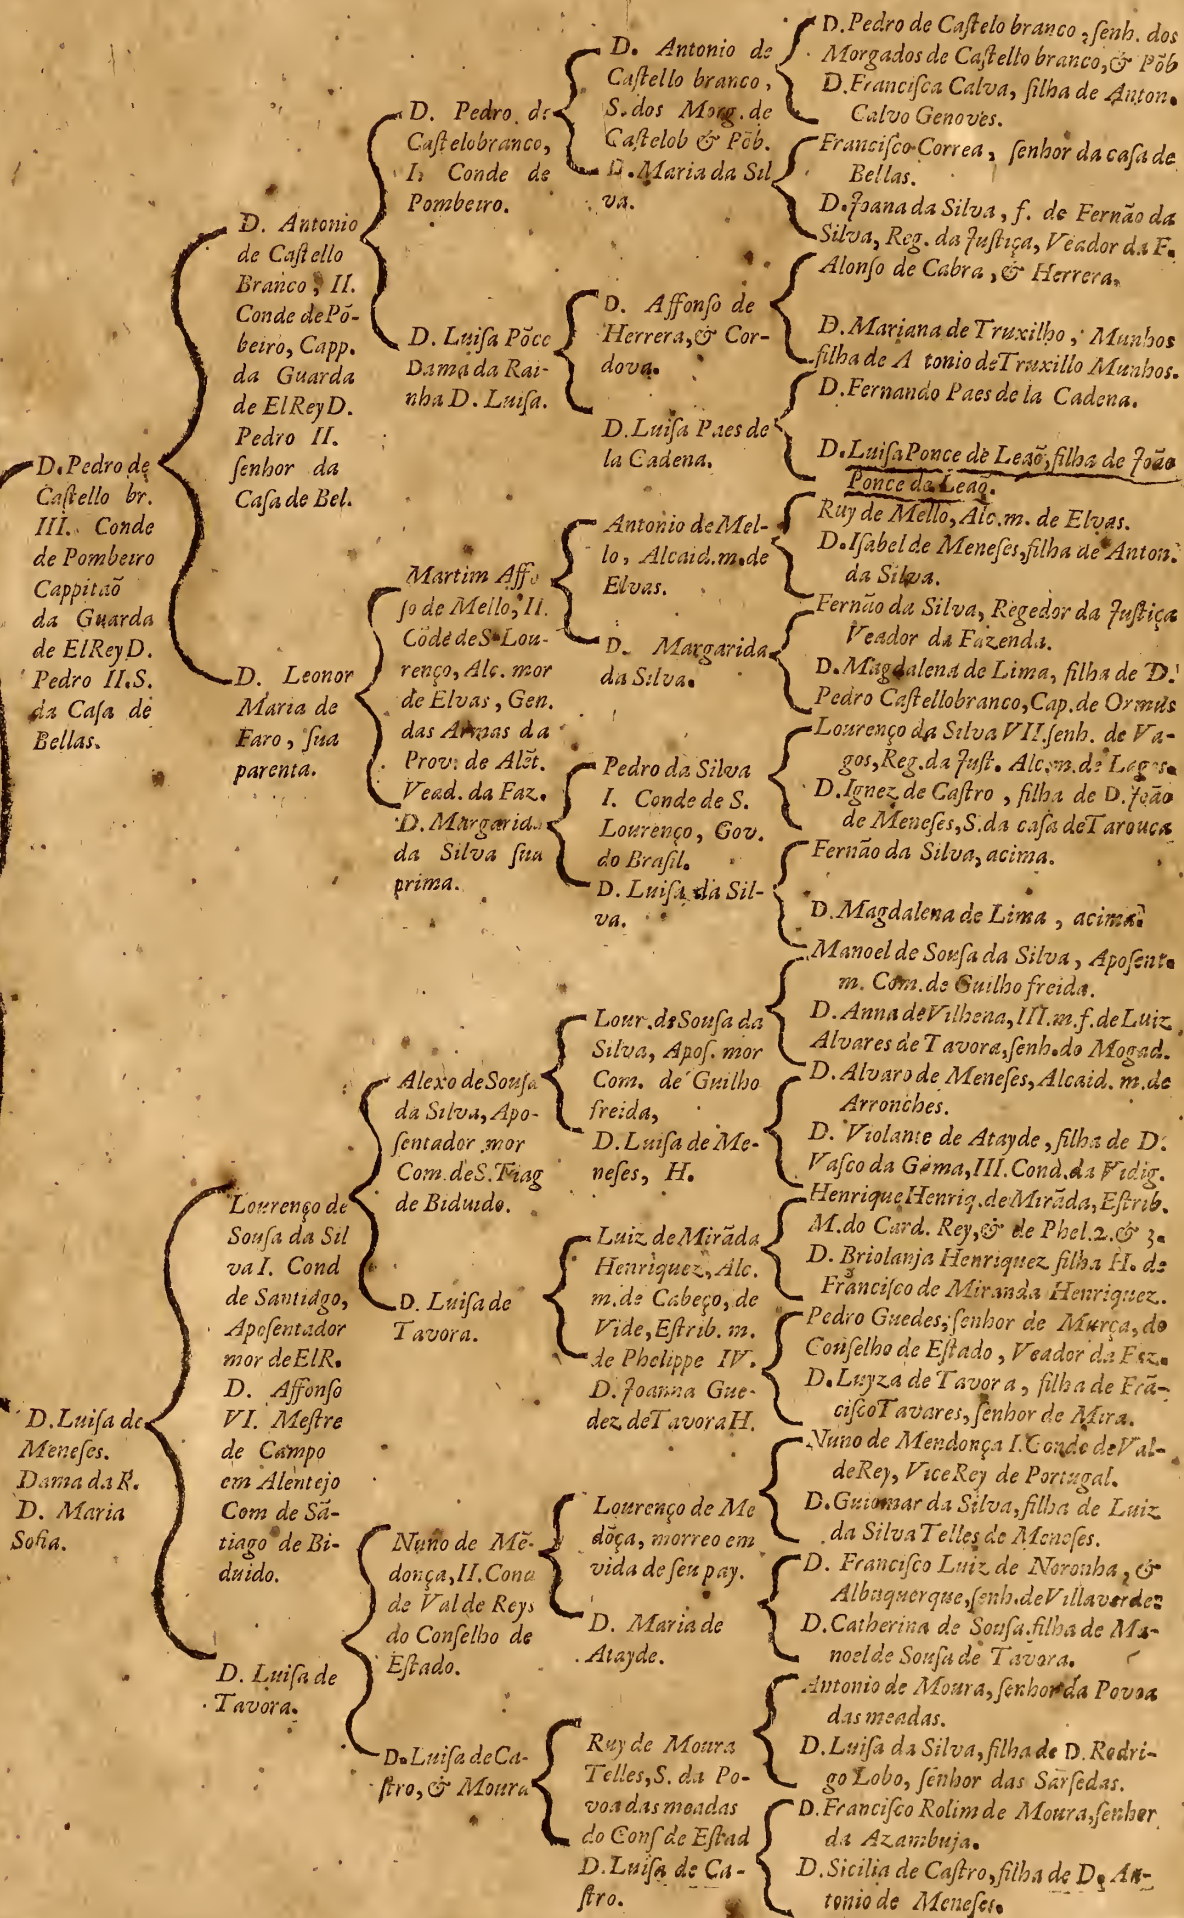 D. Pedro de
Caſtello br.
III. Conde
de Pombeiro
Cappitaõ
da Guarda
de ElRey D.
Pedro II. S.
da Caſa de
Bellas.
D. Luiſa de
Meneſes.
Dama da R.
D. Maria
Sofia.
D. Antonio
de Caſtello
Branco, II.
Conde de Põ-
beiro, Capp.
da Guarda
de ElRey D.
Pedro II.
ſenhor da
Caſa de Bel.
D. Leonor
Maria de
Faro, ſua
parenta.
Lourenço de
Souſa da Sil
va I. Cond
de Santiago,
Apoſentador
mor de ElR.
D. Affonſo
VI. Meſtre
de Campo
em Alentejo
Com de Sã-
tiago de Bi-
duido.
D. Luiſa de
Tavora.
D. Pedro de
Caſtelobranco,
I. Conde de
Pombeiro.
D. Luiſa Põce
Dama da Rai-
nha D. Luiſa.
Martim Affõ
ſo de Mello, II.
Cõde de S. Lou-
renço, Alc. mor
de Elvas, Gen.
das Armas da
Prov. de Alẽt.
Vead. da Faz.
D. Margarid.
da Silva ſua
prima.
Alexo de Souſa
da Silva, Apo-
ſentador mor
Com. de S. Tiag
de Biduido.
D. Luiſa de
Tavora.
Nuno de Mẽ-
donça, II. Cond
de Val de Reys
do Conſelho de
Eſtado.
D. Luiſa de Ca-
ſtro, & Moura
D. Antonio de
Caſtello branco,
S. dos Morg. de
Caſtelob & Põb.
D. Maria da Sil
va.
D. Affonſo de
Herrera, & Cor-
dova.
D. Luiſa Paes de
la Cadena.
Antonio de Mel-
lo, Alcaid. m. de
Elvas.
D. Margarida
da Silva.
Pedro da Silva
I. Conde de S.
Lourenço, Gov.
do Braſil.
D. Luiſa da Sil-
va.
Lour. de Souſa da
Silva, Apoſ. mor
Com. de Guilho
freida,
D. Luiſa de Me-
neſes, H.
Luiz de Mirãda
Henriquez, Alc.
m. de Cabeço, de
Vide, Eſtrib. m.
de Phelippe IV.
D. Joanna Gue-
dez de Tavora H.
Lourenço de Me
dõça, morreo em
vida de ſeu pay.
D. Maria de
Atayde.
Ruy de Moura
Telles, S. da Po-
voa das meadas
do Conſ de Eſtad
D. Luiſa de Ca-
ſtro.
D. Pedro de Caſtelo branco, ſenh. dos
Morgados de Caſtello branco, & Põb
D. Franciſca Calva, filha de Anton.
Calvo Genoves.
Franciſco Correa, ſenhor da caſa de
Bellas.
D. Joana da Silva, f. de Fernão da
Silva, Reg. da Juſtiça, Veador da F.
Alonſo de Cabra, & Herrera.
D. Mariana de Truxilho, Munhos
filha de A tonio de Truxillo Munhos.
D. Fernando Paes de la Cadena.
D. Luiſa Ponce de Leaõ, filha de João
Ponce de Leaõ.
Ruy de Mello, Alc. m. de Elvas.
D. Iſabel de Meneſes, filha de Anton.
da Silva.
Fernão da Silva, Regedor da Juſtiça
Veador da Fazenda.
D. Magdalena de Lima, filha de D.
Pedro Caſtellobranco, Cap. de Ormus
Lourenço da Silva VII. ſenh. de Va-
gos, Reg. da Juſt. Alc. m. de Lagos.
D. Ignez de Caſtro, filha de D. João
de Meneſes, S. da caſa de Tarouca
Fernão da Silva, acima.
D. Magdalena de Lima, acima.
Manoel de Souſa da Silva, Apoſent.
m. Com. de Guilho freida.
D. Anna de Vilhena, III. m. f. de Luiz
Alvares de Tavora, ſenh. do Mogad.
D. Alvaro de Meneſes, Alcaid. m. de
Arronches.
D. Violante de Atayde, filha de D.
Vaſco da Gama, III. Cond. da Vidig.
Henrique Henriq. de Mirãda, Eſtrib.
M. do Card. Rey, & de Phel. 2. & 3.
D. Briolanja Henriquez filha H. de
Franciſco de Miranda Henriquez.
Pedro Guedes, ſenhor de Murça, do
Conſelho de Eſtado, Veador da Faz.
D. Luyza de Tavora, filha de Frã-
ciſco Tavares, ſenhor de Mira.
Nuno de Mendonça I. Conde de Val-
de Rey, Vice Rey de Portugal.
D. Guiomar da Silva, filha de Luiz
da Silva Telles de Meneſes.
D. Franciſco Luiz de Noronha, &
Albuquerque, ſenh. de Villaverde:
D. Catherina de Souſa, filha de Ma-
noel de Souſa de Tavora.
Antonio de Moura, ſenhor da Povoa
das meadas.
D. Luiſa da Silva, filha de D. Rodri-
go Lobo, ſenhor das Sarſedas.
D. Franciſco Rolim de Moura, ſenhor
da Azambuja.
D. Sicilia de Caſtro, filha de D. An-
tonio de Meneſes.